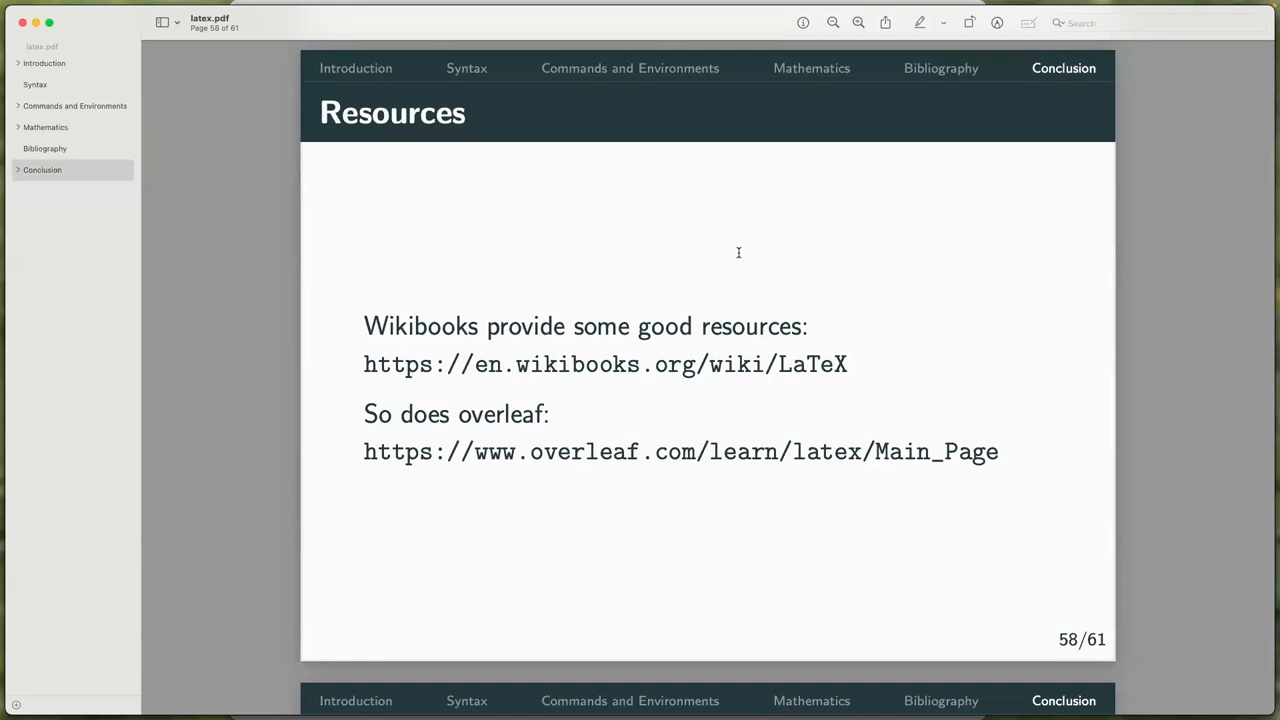 latex.pdf
Page 58 of 61
Search
latex.pdf
Introduction
Syntax
Commands and Environments
Mathematics
Bibliography
Conclusion
Introduction Syntax Commands and Environments Mathematics Bibliography Conclusion
Resources
Wikibooks provide some good resources:
https://en.wikibooks.org/wiki/LaTeX
So does overleaf:
https://www.overleaf.com/learn/latex/Main_Page
58/61
Introduction Syntax Commands and Environments Mathematics Bibliography Conclusion